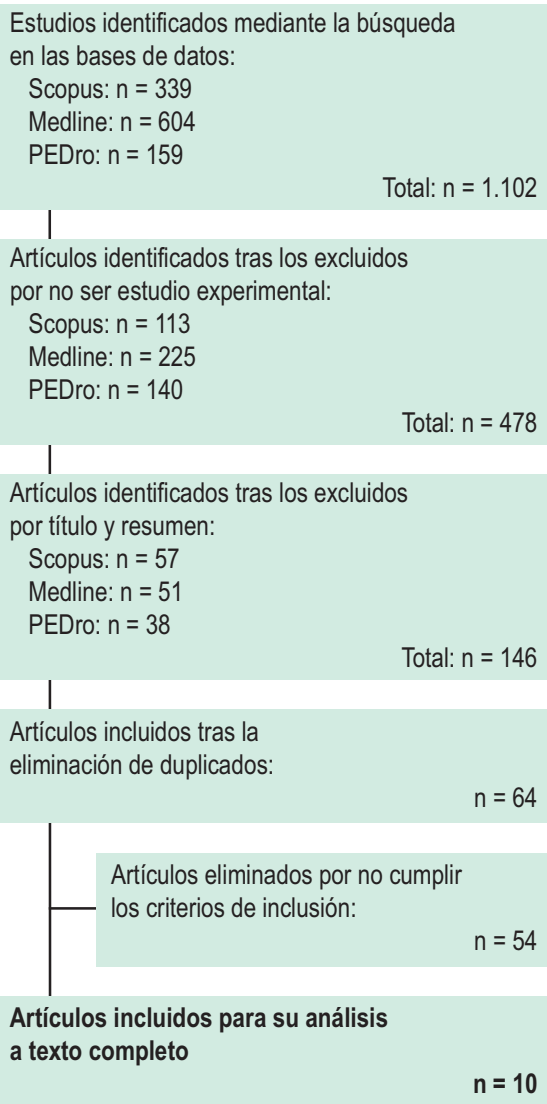 Estudios identificados mediante la búsqueda
en las bases de datos:
Scopus: n = 339
Medline: n = 604
PEDro: n = 159
Total: n = 1.102
Artículos identificados tras los excluidos
por no ser estudio experimental:
Scopus: n = 113
Medline: n = 225
PEDro: n = 140
Total: n = 478
Artículos identificados tras los excluidos
por título y resumen:
Scopus: n = 57
Medline: n = 51
PEDro: n = 38
Total: n = 146
Artículos incluidos tras la
eliminación de duplicados:
n = 64
Artículos eliminados por no cumplir
los criterios de inclusión:
n = 54
Artículos incluidos para su análisis
a texto completo
n = 10